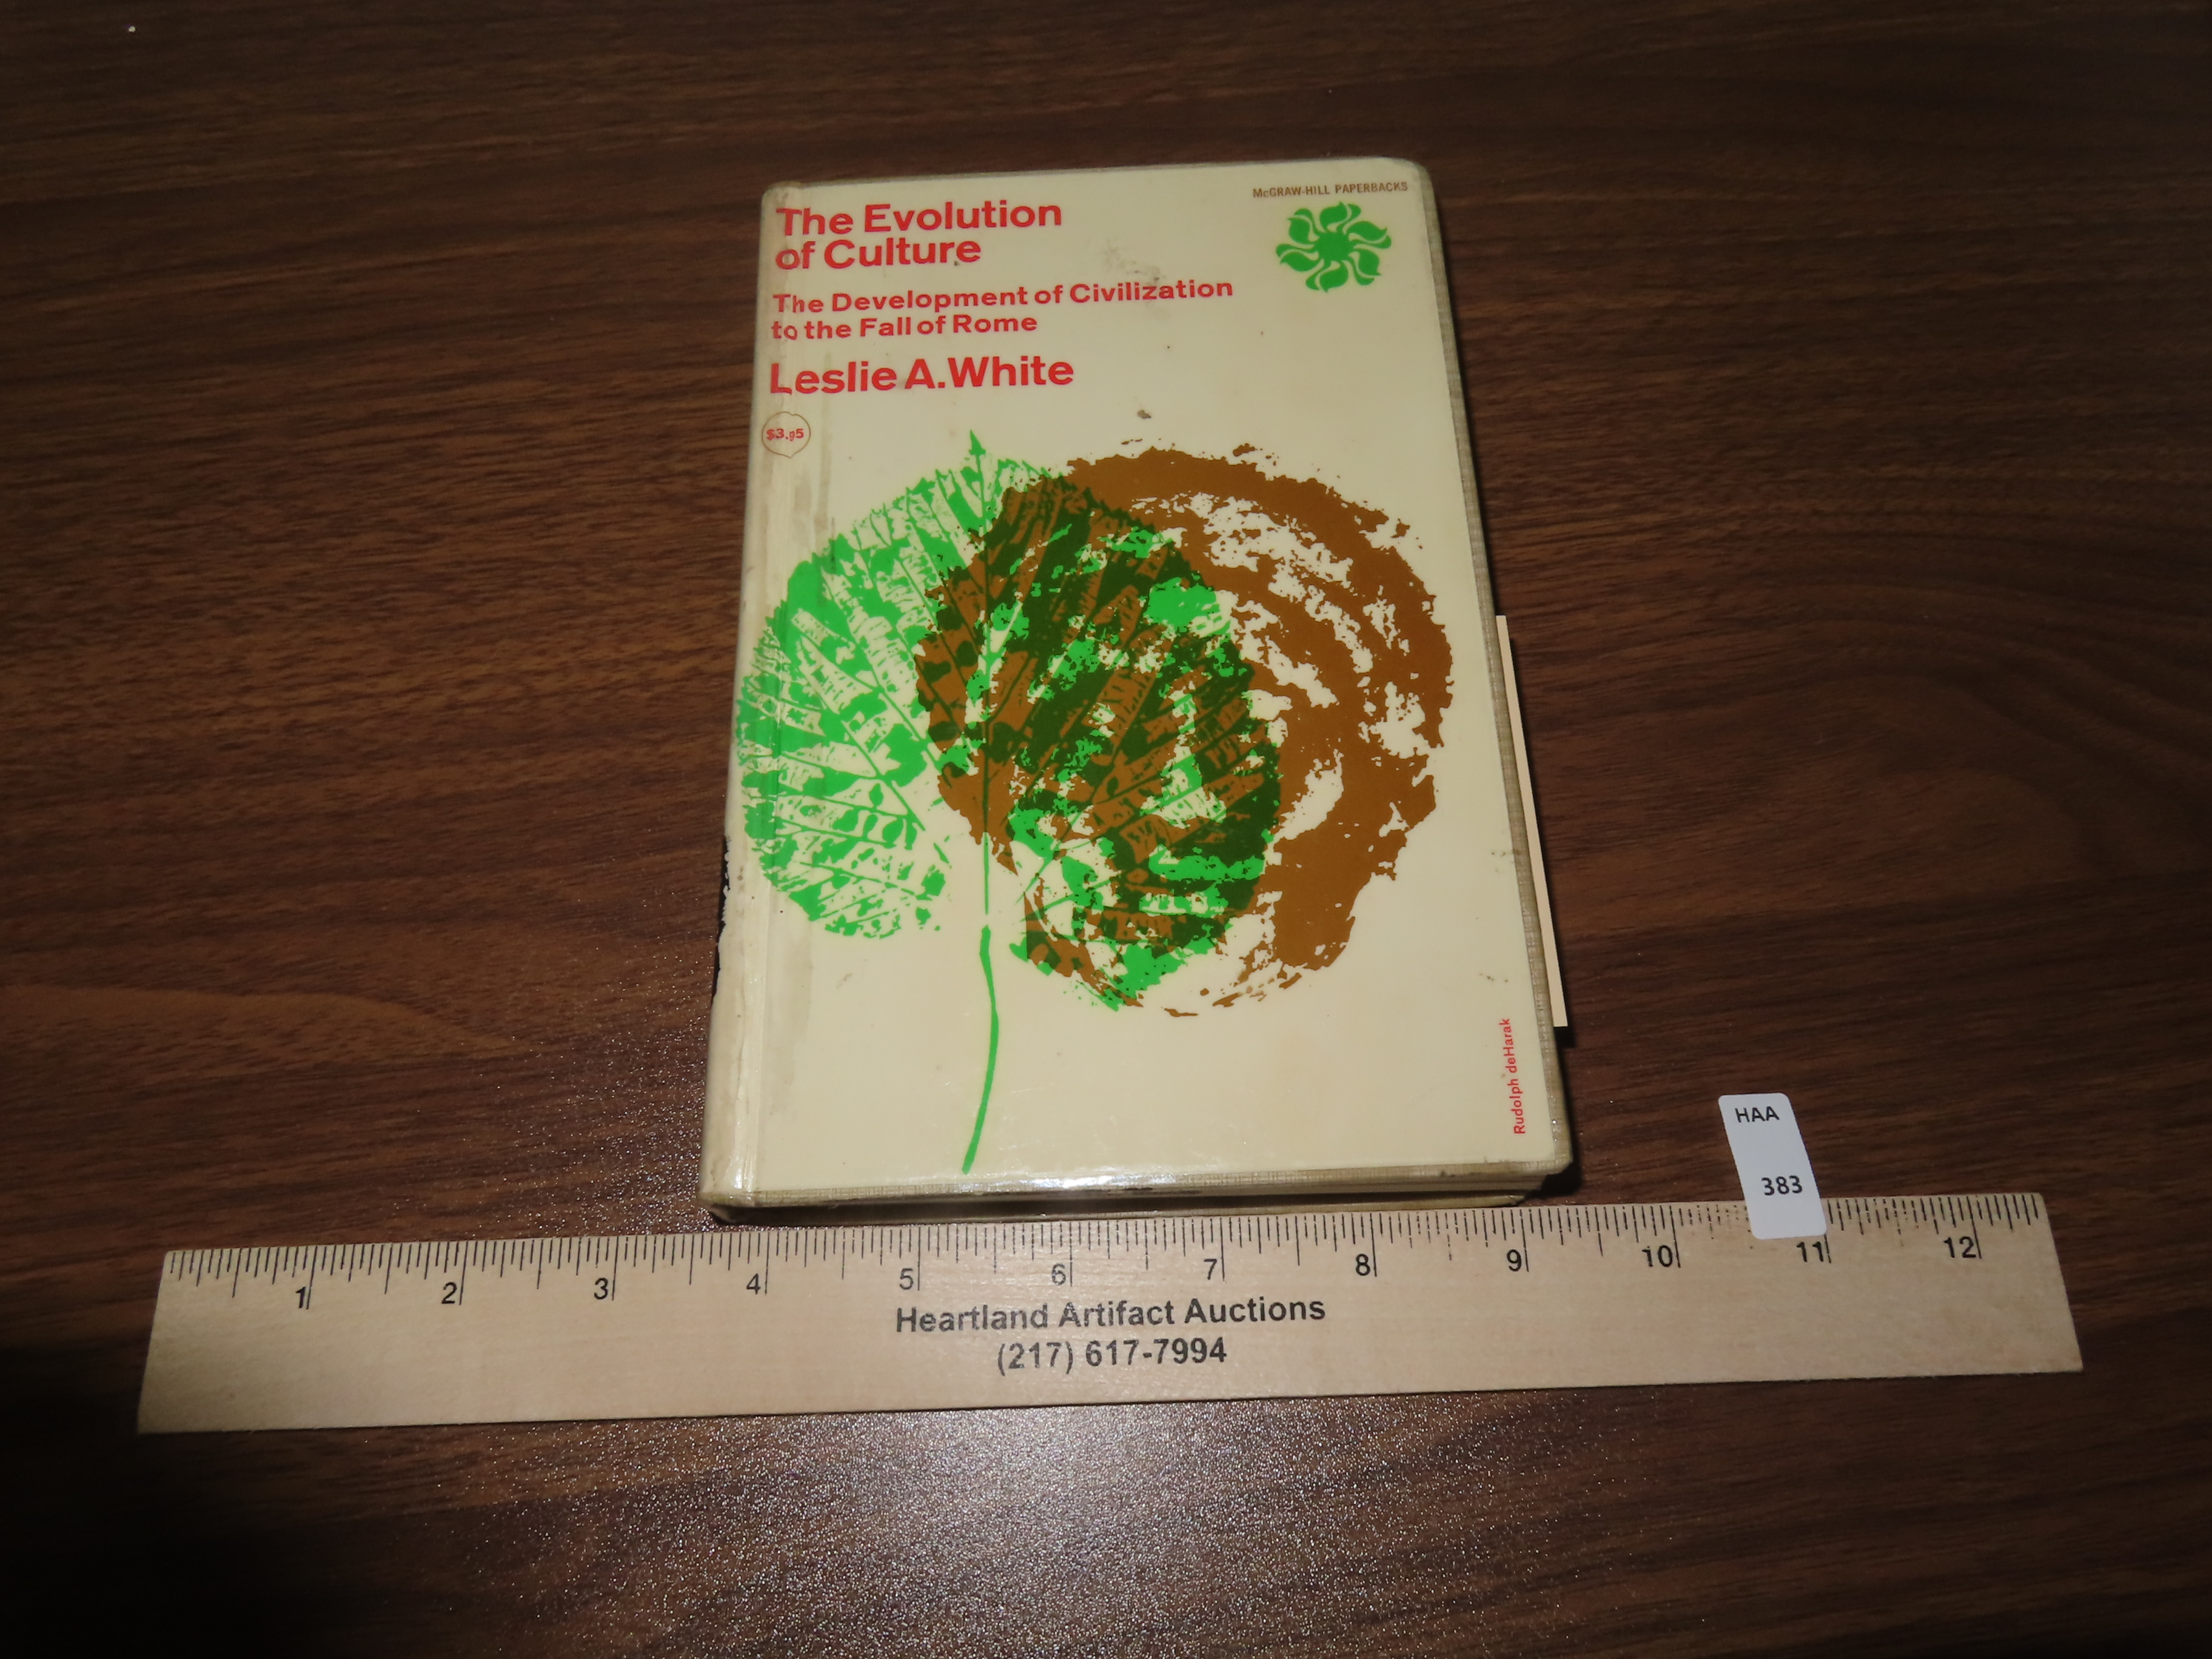 McGRAW-HILL PAPERBACKS
The Evolution
of Culture
The Development of Civilization
to the Fall of Rome
Leslie A. White
$3.95
Rudolph deHarak
HAA
383
1 2 3 4 5 6 7 8 9 10 11 12
Heartland Artifact Auctions
(217) 617-7994